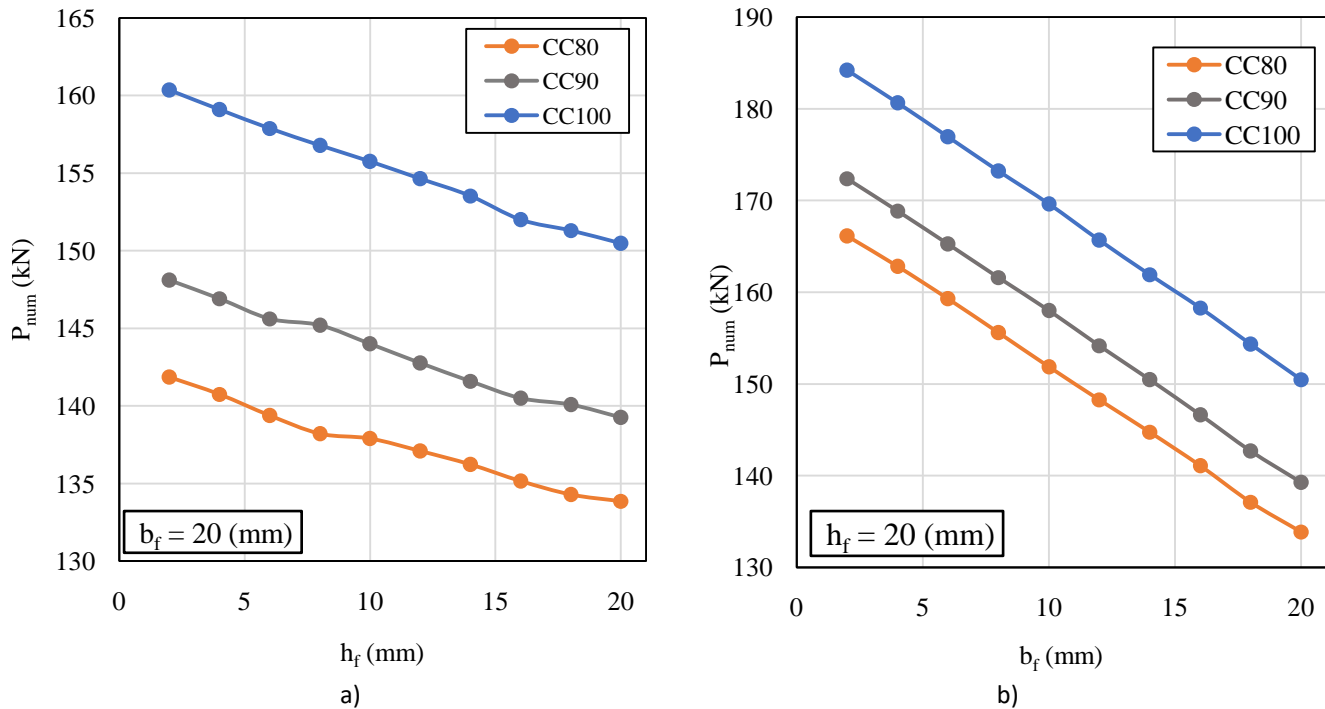 165
160
155
150
145
140
135
130
P_num (kN)
CC80
CC90
CC100
b_f = 20 (mm)
0
5
10
15
20
h_f (mm)
a)
190
180
170
160
150
140
130
P_num (kN)
CC80
CC90
CC100
h_f = 20 (mm)
0
5
10
15
20
b_f (mm)
b)